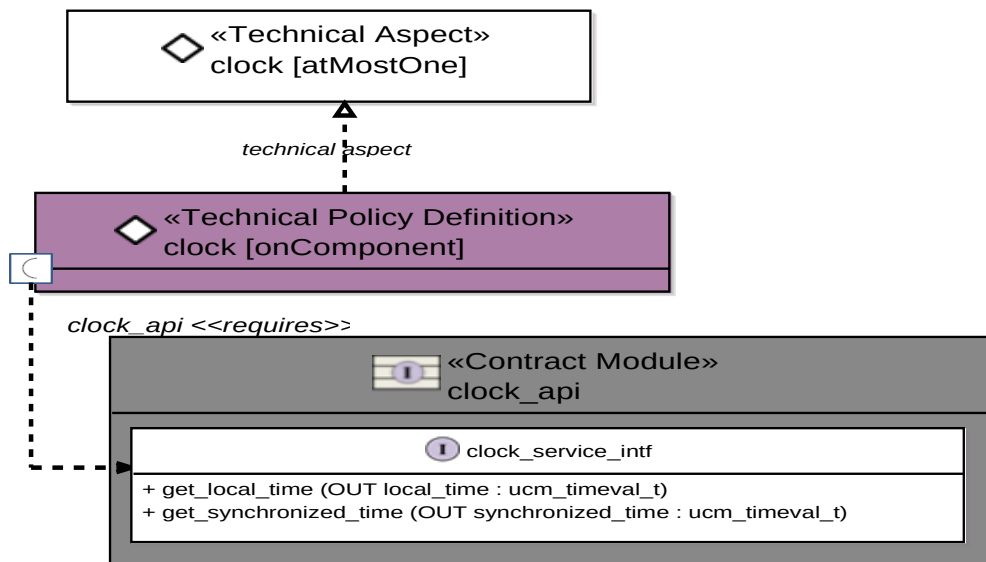 «Technical Aspect»
clock [atMostOne]
technical aspect
«Technical Policy Definition»
clock [onComponent]
clock_api <<requires>>
«Contract Module»
clock_api
I clock_service_intf
+ get_local_time (OUT local_time : ucm_timeval_t)
+ get_synchronized_time (OUT synchronized_time : ucm_timeval_t)